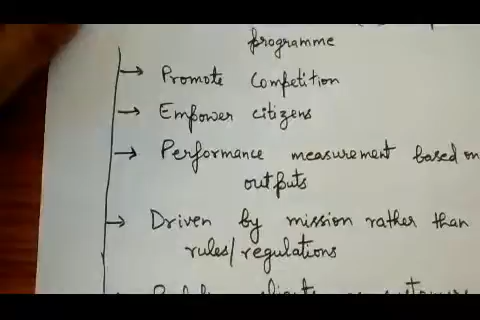 programme
→ Promote Competition
→ Empower citizens
→ Performance measurement based on
outputs
→ Driven by mission rather than
rules/regulations